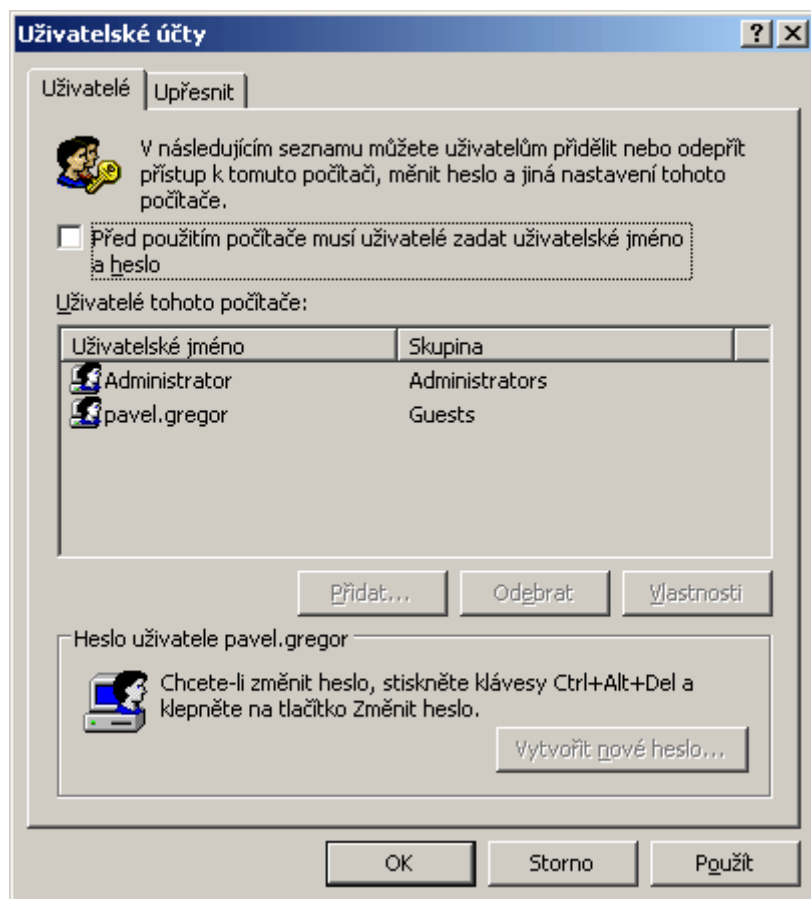 Uživatelské účty
Uživatelé Upřesnit
V následujícím seznamu můžete uživatelům přidělit nebo odepřít
přístup k tomuto počítači, měnit heslo a jiná nastavení tohoto
počítače.
Před použitím počítače musí uživatelé zadat uživatelské jméno
a heslo
Uživatelé tohoto počítače:
Uživatelské jméno Skupina
Administrator Administrators
pavel.gregor Guests
Přidat... Odebrat Vlastnosti
Heslo uživatele pavel.gregor
Chcete-li změnit heslo, stiskněte klávesy Ctrl+Alt+Del a
klepněte na tlačítko Změnit heslo.
Vytvořit nové heslo...
OK Storno Použít